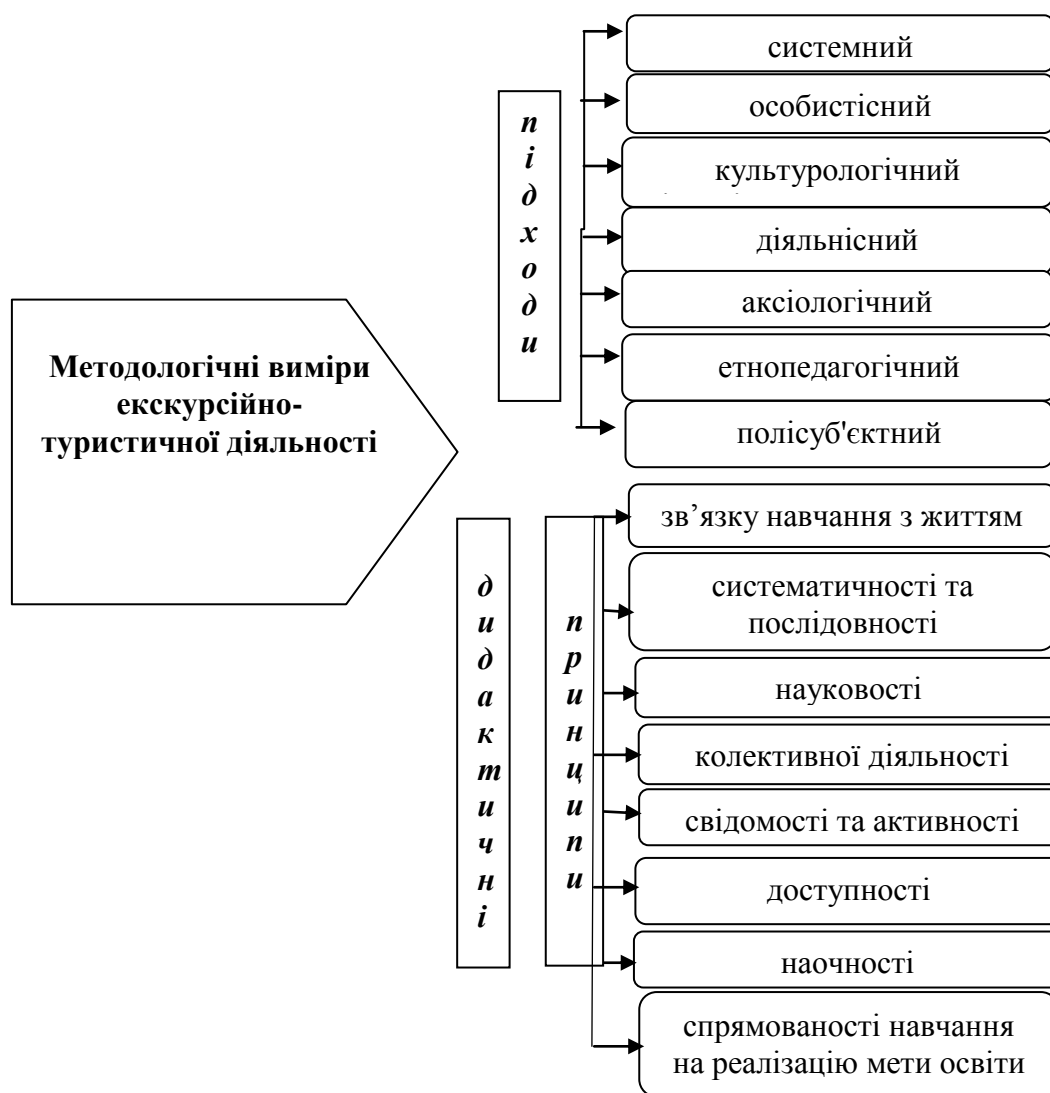 Методологічні виміри
екскурсійно-
туристичної діяльності
підходи
системний
особистісний
культурологічний
діяльнісний
аксіологічний
етнопедагогічний
полісуб'єктний
дидактичні
принципи
зв’язку навчання з життям
систематичності та
послідовності
науковості
колективної діяльності
свідомості та активності
доступності
наочності
спрямованості навчання
на реалізацію мети освіти